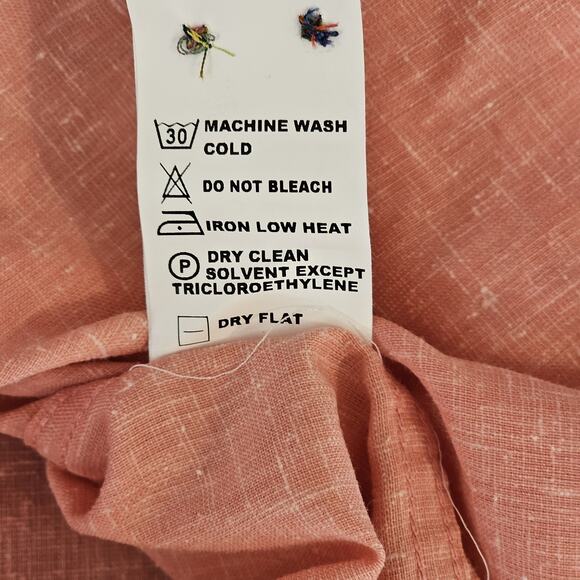 30 MACHINE WASH
COLD
DO NOT BLEACH
IRON LOW HEAT
P DRY CLEAN
SOLVENT EXCEPT
TRICLOROETHYLENE
DRY FLAT